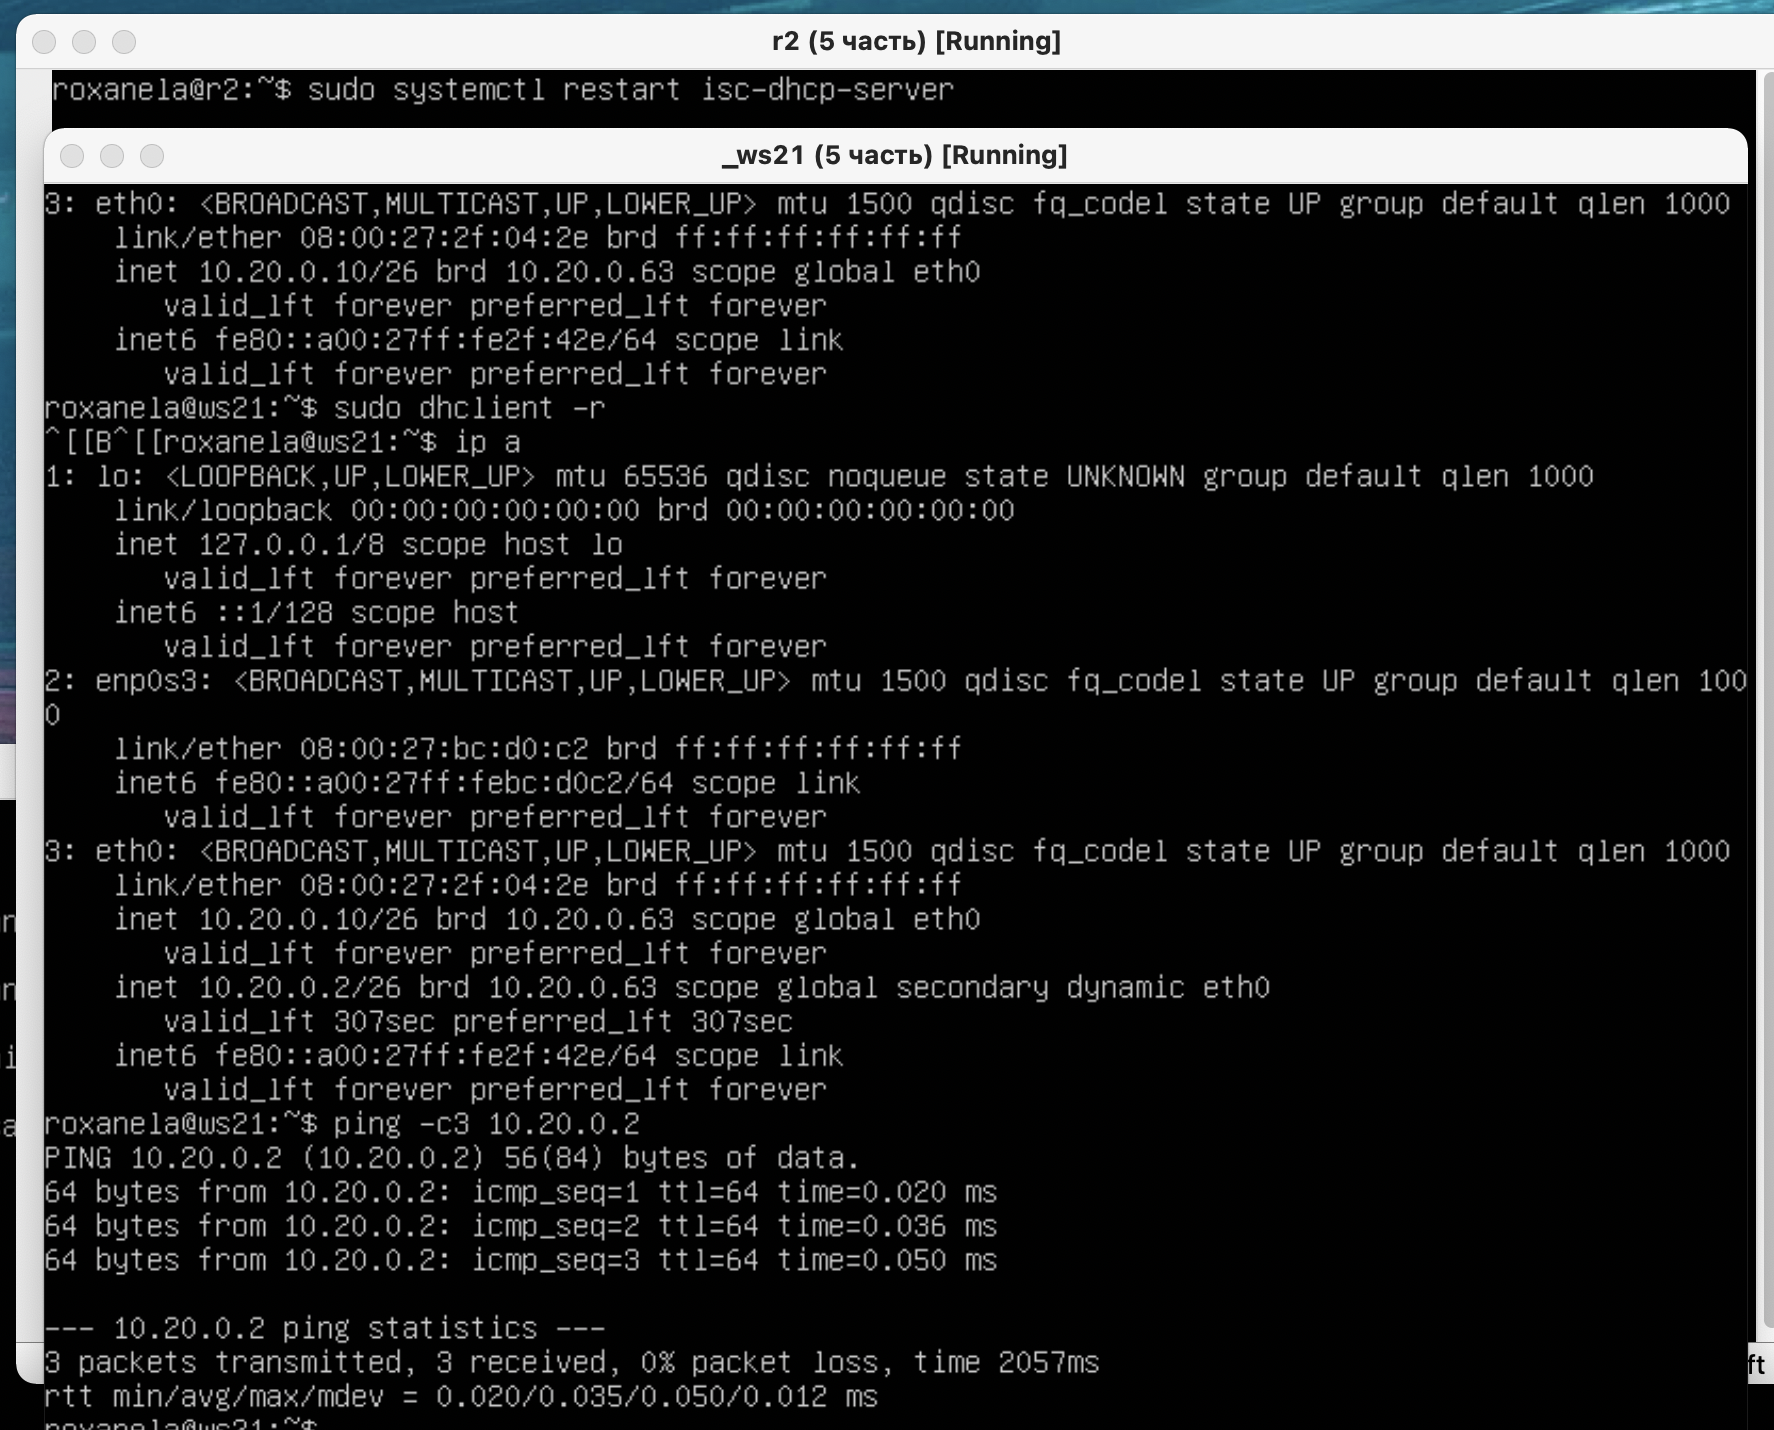 r2 (5 часть) [Running]
roxanela@r2:~$ sudo systemctl restart isc-dhcp-server
_ws21 (5 часть) [Running]
3: eth0: <BROADCAST,MULTICAST,UP,LOWER_UP> mtu 1500 qdisc fq_codel state UP group default qlen 1000
    link/ether 08:00:27:2f:04:2e brd ff:ff:ff:ff:ff:ff
    inet 10.20.0.10/26 brd 10.20.0.63 scope global eth0
       valid_lft forever preferred_lft forever
    inet6 fe80::a00:27ff:fe2f:42e/64 scope link
       valid_lft forever preferred_lft forever
roxanela@ws21:~$ sudo dhclient -r
^[[B^[[roxanela@ws21:~$ ip a
1: lo: <LOOPBACK,UP,LOWER_UP> mtu 65536 qdisc noqueue state UNKNOWN group default qlen 1000
    link/loopback 00:00:00:00:00:00 brd 00:00:00:00:00:00
    inet 127.0.0.1/8 scope host lo
       valid_lft forever preferred_lft forever
    inet6 ::1/128 scope host
       valid_lft forever preferred_lft forever
2: enp0s3: <BROADCAST,MULTICAST,UP,LOWER_UP> mtu 1500 qdisc fq_codel state UP group default qlen 100
0
    link/ether 08:00:27:bc:d0:c2 brd ff:ff:ff:ff:ff:ff
    inet6 fe80::a00:27ff:febc:d0c2/64 scope link
       valid_lft forever preferred_lft forever
3: eth0: <BROADCAST,MULTICAST,UP,LOWER_UP> mtu 1500 qdisc fq_codel state UP group default qlen 1000
    link/ether 08:00:27:2f:04:2e brd ff:ff:ff:ff:ff:ff
    inet 10.20.0.10/26 brd 10.20.0.63 scope global eth0
       valid_lft forever preferred_lft forever
    inet 10.20.0.2/26 brd 10.20.0.63 scope global secondary dynamic eth0
       valid_lft 307sec preferred_lft 307sec
    inet6 fe80::a00:27ff:fe2f:42e/64 scope link
       valid_lft forever preferred_lft forever
roxanela@ws21:~$ ping -c3 10.20.0.2
PING 10.20.0.2 (10.20.0.2) 56(84) bytes of data.
64 bytes from 10.20.0.2: icmp_seq=1 ttl=64 time=0.020 ms
64 bytes from 10.20.0.2: icmp_seq=2 ttl=64 time=0.036 ms
64 bytes from 10.20.0.2: icmp_seq=3 ttl=64 time=0.050 ms
--- 10.20.0.2 ping statistics ---
3 packets transmitted, 3 received, 0% packet loss, time 2057ms
rtt min/avg/max/mdev = 0.020/0.035/0.050/0.012 ms
roxanela@ws21:~$